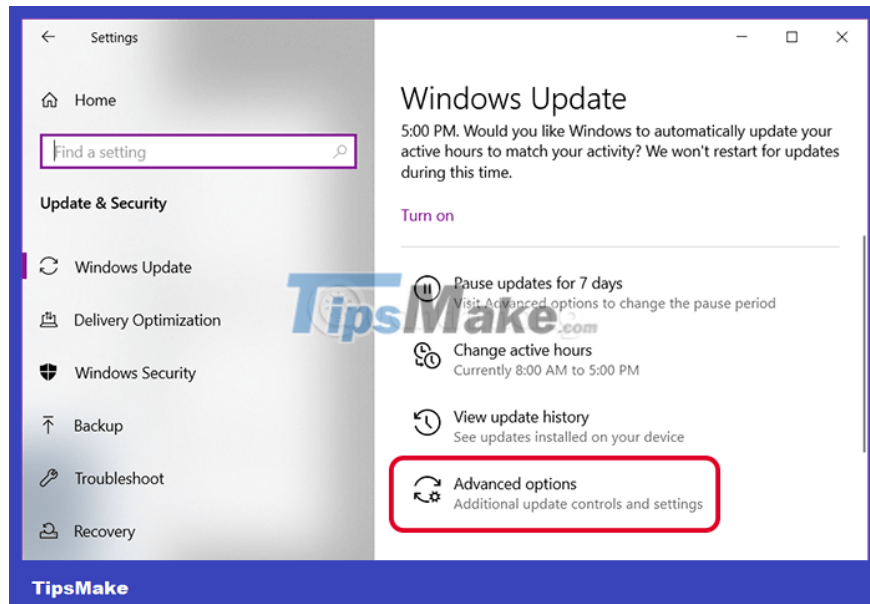 Settings
Home
Find a setting
Update & Security
Windows Update
Delivery Optimization
Windows Security
Backup
Troubleshoot
Recovery
Windows Update
5:00 PM. Would you like Windows to automatically update your
active hours to match your activity? We won't restart for updates
during this time.
Turn on
Pause updates for 7 days
Visit Advanced options to change the pause period
Change active hours
Currently 8:00 AM to 5:00 PM
View update history
See updates installed on your device
Advanced options
Additional update controls and settings
TipsMake.com
TipsMake